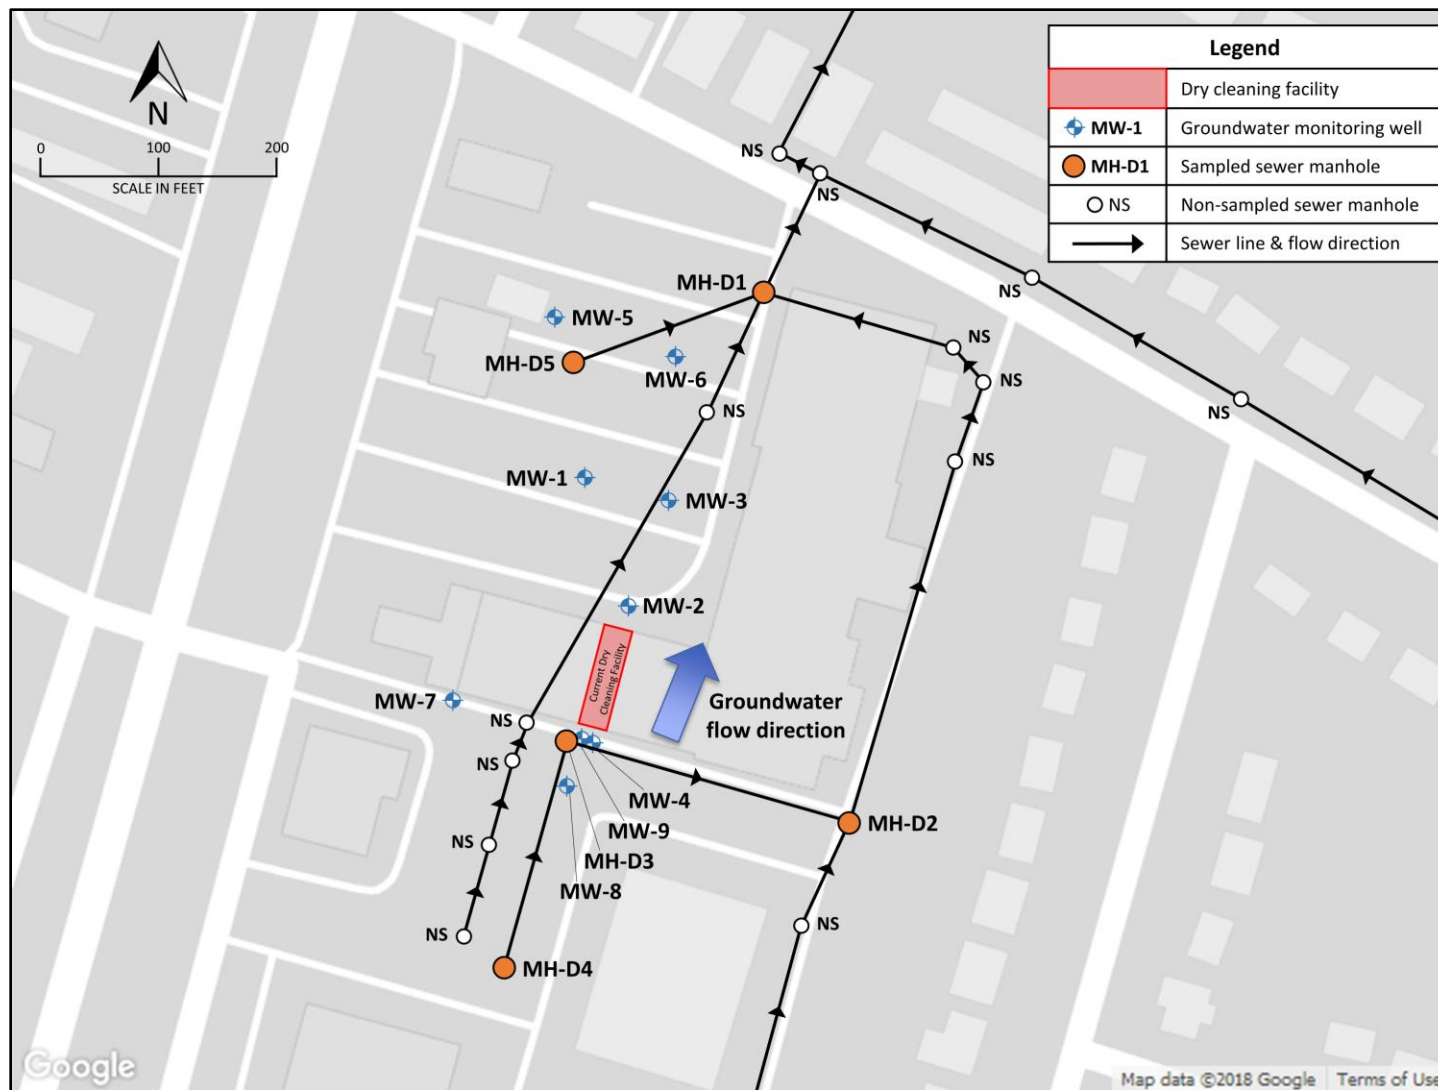 Legend
Dry cleaning facility
MW-1 Groundwater monitoring well
MH-D1 Sampled sewer manhole
NS Non-sampled sewer manhole
Sewer line & flow direction
N
0 100 200
SCALE IN FEET
NS
NS
NS
NS
MH-D1
MW-5
MH-D5
MW-6
NS
NS
NS
NS
MW-1
MW-3
MW-2
Current Dry
Cleaning Facility
MW-7
Groundwater
flow direction
NS
NS
MW-4
MW-9
MH-D3
MW-8
MH-D2
NS
NS
NS
MH-D4
Google
Map data ©2018 Google Terms of Use